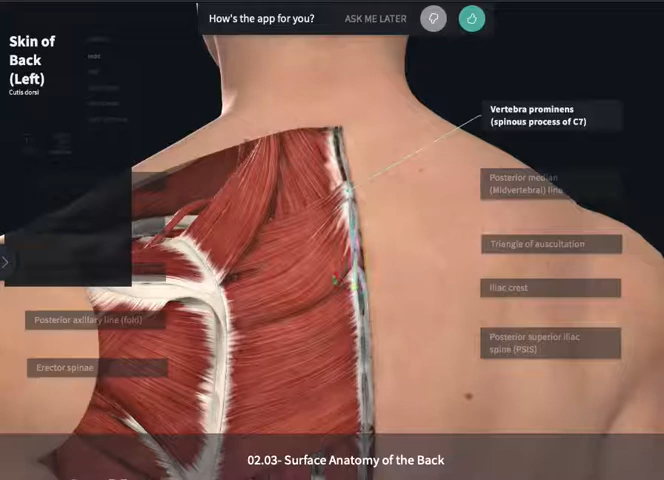 How's the app for you?
ASK ME LATER
Skin of
Back
(Left)
Cutis dorsi
Vertebra prominens
(spinous process of C7)
Posterior median
(Midvertebral) line
Triangle of auscultation
Iliac crest
Posterior axillary line (fold)
Posterior superior iliac
spine (PSIS)
Erector spinae
02.03- Surface Anatomy of the Back